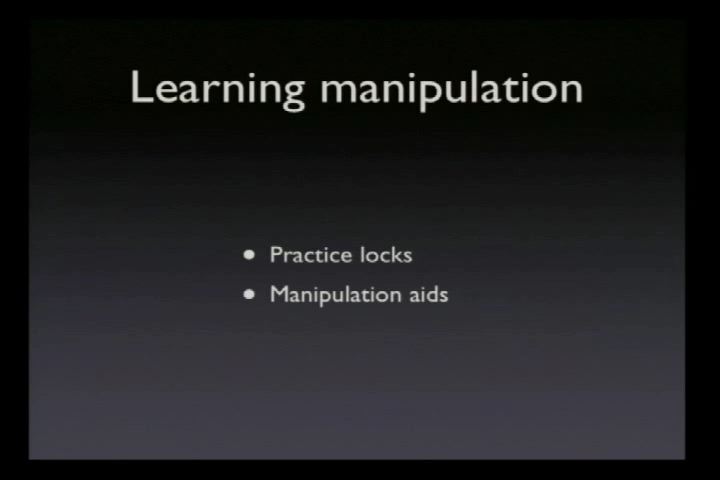 Learning manipulation
• Practice locks
• Manipulation aids